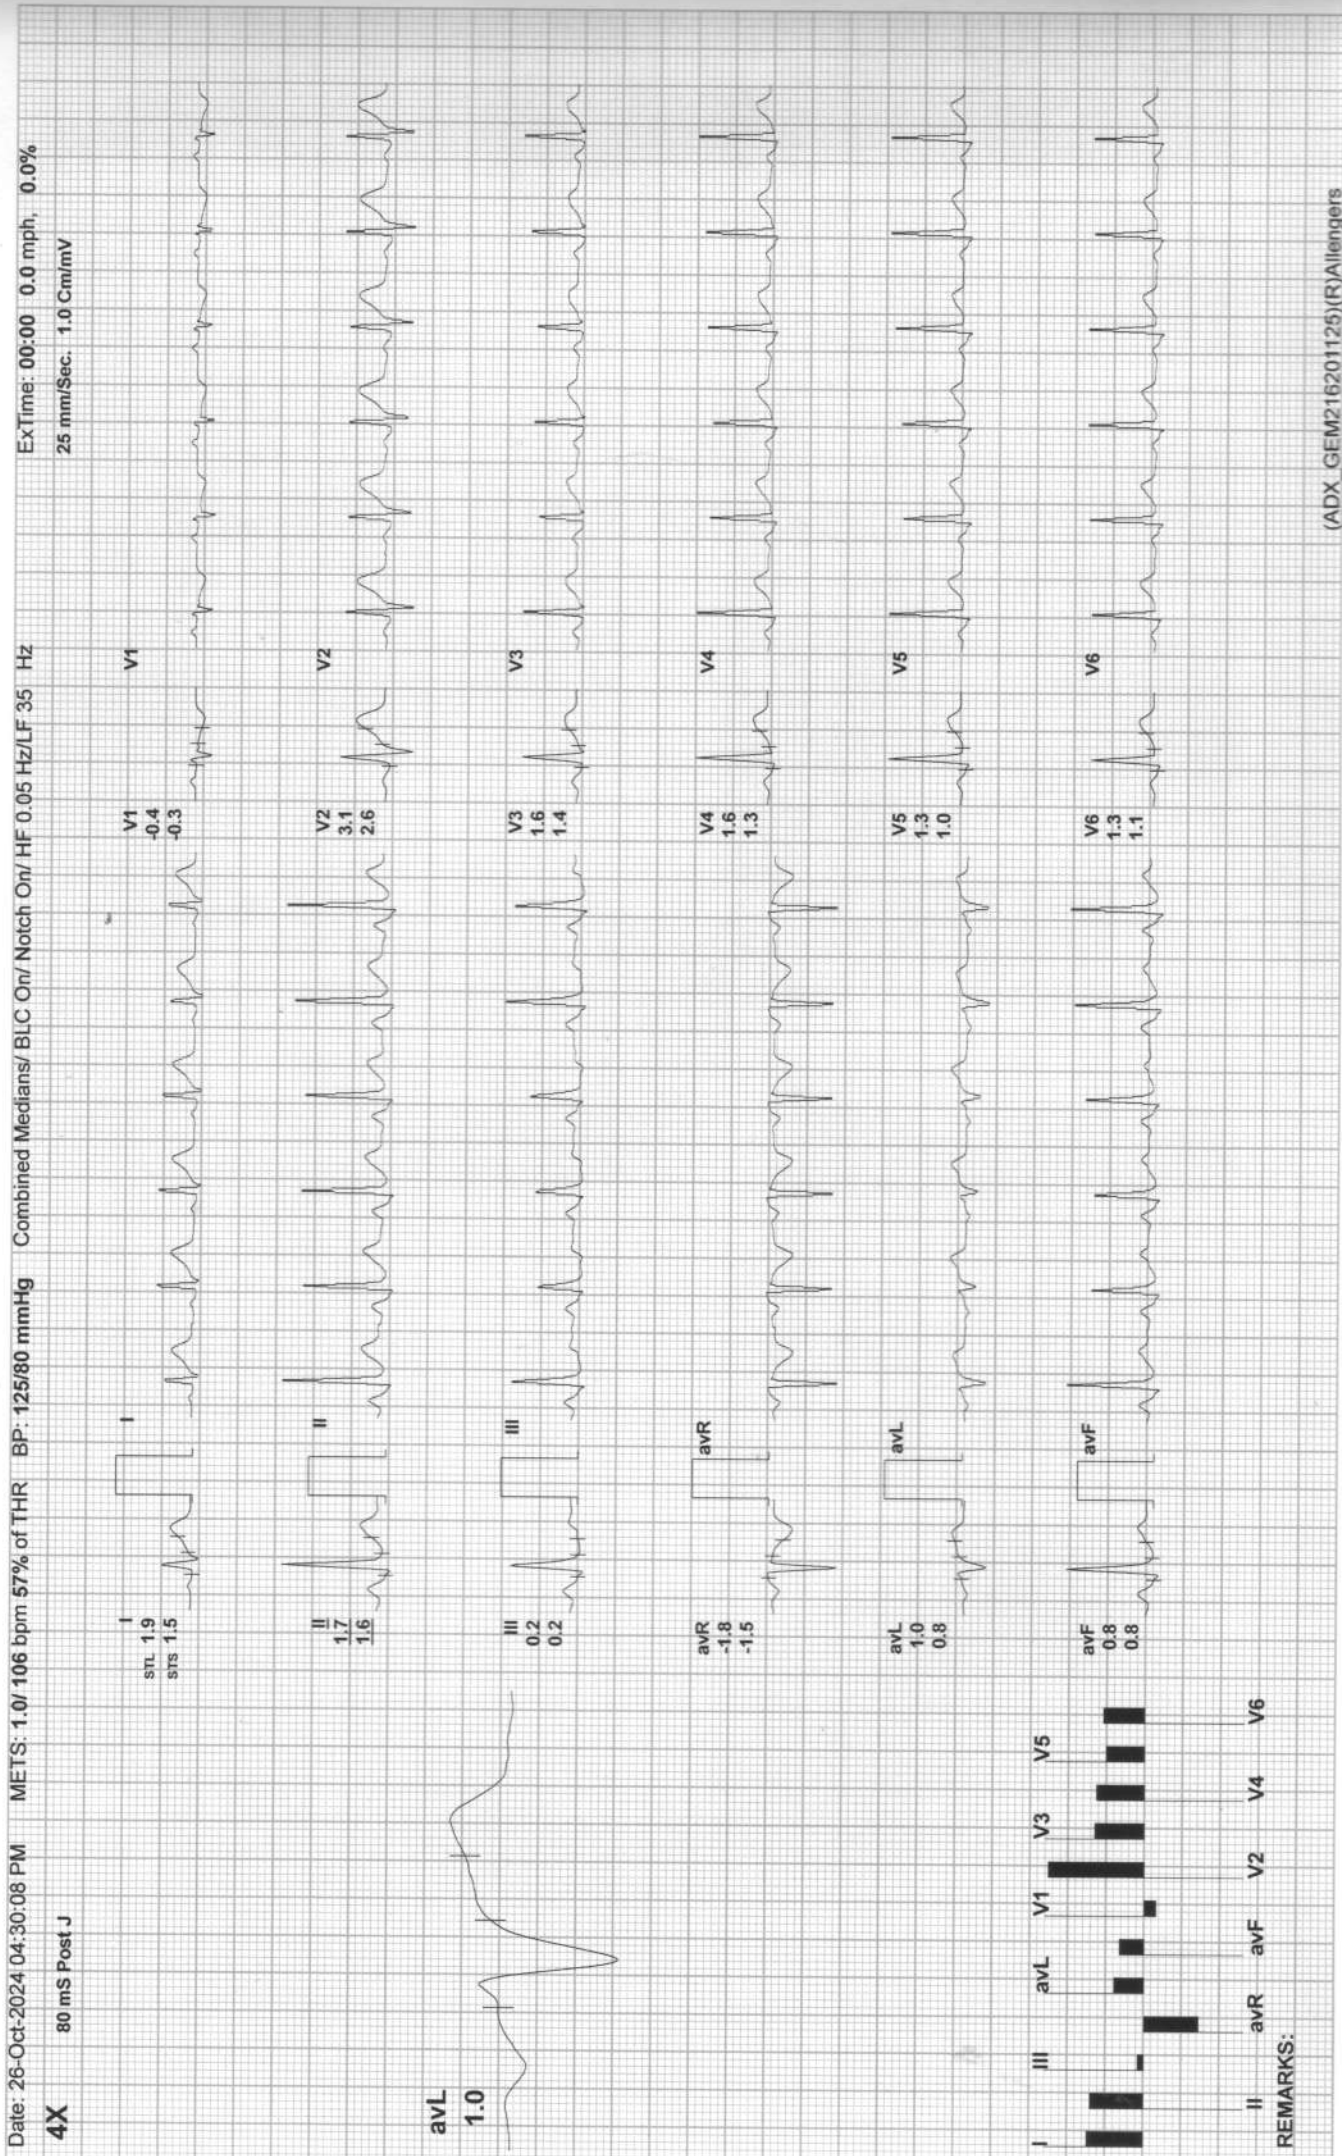 Date: 26-Oct-2024 04:30:08 PM METS: 1.0/ 106 bpm 57% of THR BP: 125/80 mmHg Combined Medians/ BLC On/ Notch On/ HF 0.05 Hz/LF 35 Hz ExTime: 00:00 0.0 mph, 0.0%
4X 80 mS Post J 25 mm/Sec. 1.0 Cm/mV
avL
1.0
I
STL 1.9
STS 1.5
I
V1
-0.4
-0.3
V1
II
1.7
1.6
II
V2
3.1
2.6
V2
III
0.2
0.2
III
V3
1.6
1.4
V3
avR
-1.8
-1.5
avR
V4
1.6
1.3
V4
avL
1.0
0.8
avL
V5
1.3
1.0
V5
avF
0.8
0.8
avF
V6
1.3
1.1
V6
I III avL V1 V3 V5
II avR avF V2 V4 V6
REMARKS:
(ADX_GEM216201125)(R)Allengers